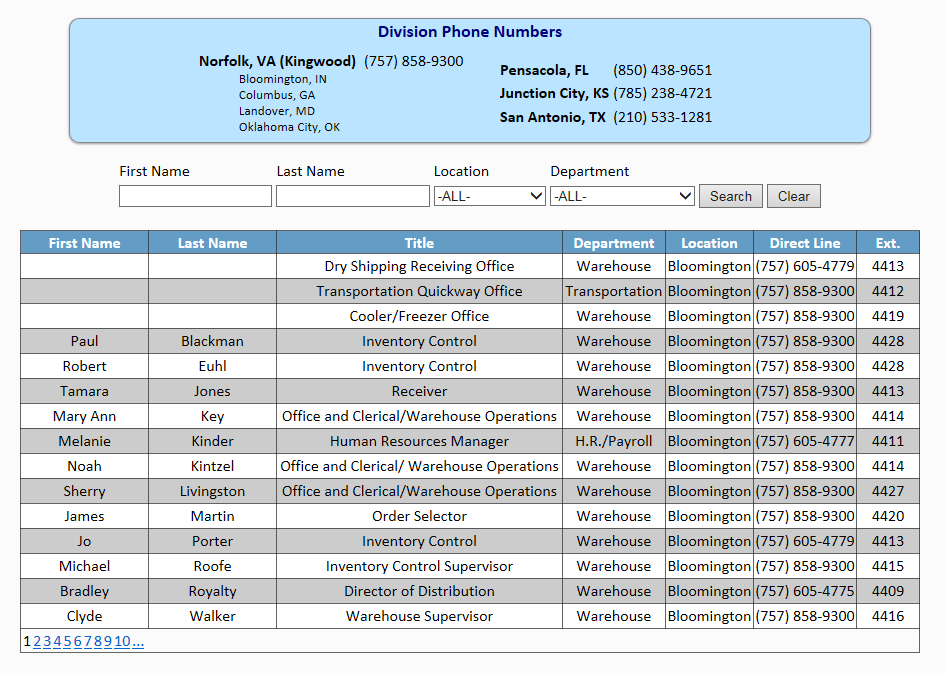 Division Phone Numbers
Norfolk, VA (Kingwood) (757) 858-9300
Bloomington, IN
Columbus, GA
Landover, MD
Oklahoma City, OK
Pensacola, FL (850) 438-9651
Junction City, KS (785) 238-4721
San Antonio, TX (210) 533-1281
First Name Last Name Location Department
-ALL- -ALL- Search Clear
First Name Last Name Title Department Location Direct Line Ext.
Dry Shipping Receiving Office Warehouse Bloomington (757) 605-4779 4413
Transportation Quickway Office Transportation Bloomington (757) 858-9300 4412
Cooler/Freezer Office Warehouse Bloomington (757) 858-9300 4419
Paul Blackman Inventory Control Warehouse Bloomington (757) 858-9300 4428
Robert Euhl Inventory Control Warehouse Bloomington (757) 858-9300 4428
Tamara Jones Receiver Warehouse Bloomington (757) 858-9300 4413
Mary Ann Key Office and Clerical/Warehouse Operations Warehouse Bloomington (757) 858-9300 4414
Melanie Kinder Human Resources Manager H.R./Payroll Bloomington (757) 605-4777 4411
Noah Kintzel Office and Clerical/ Warehouse Operations Warehouse Bloomington (757) 858-9300 4414
Sherry Livingston Office and Clerical/Warehouse Operations Warehouse Bloomington (757) 858-9300 4427
James Martin Order Selector Warehouse Bloomington (757) 858-9300 4420
Jo Porter Inventory Control Warehouse Bloomington (757) 605-4779 4413
Michael Roofe Inventory Control Supervisor Warehouse Bloomington (757) 858-9300 4415
Bradley Royalty Director of Distribution Warehouse Bloomington (757) 605-4775 4409
Clyde Walker Warehouse Supervisor Warehouse Bloomington (757) 858-9300 4416
1 2 3 4 5 6 7 8 9 10 ...